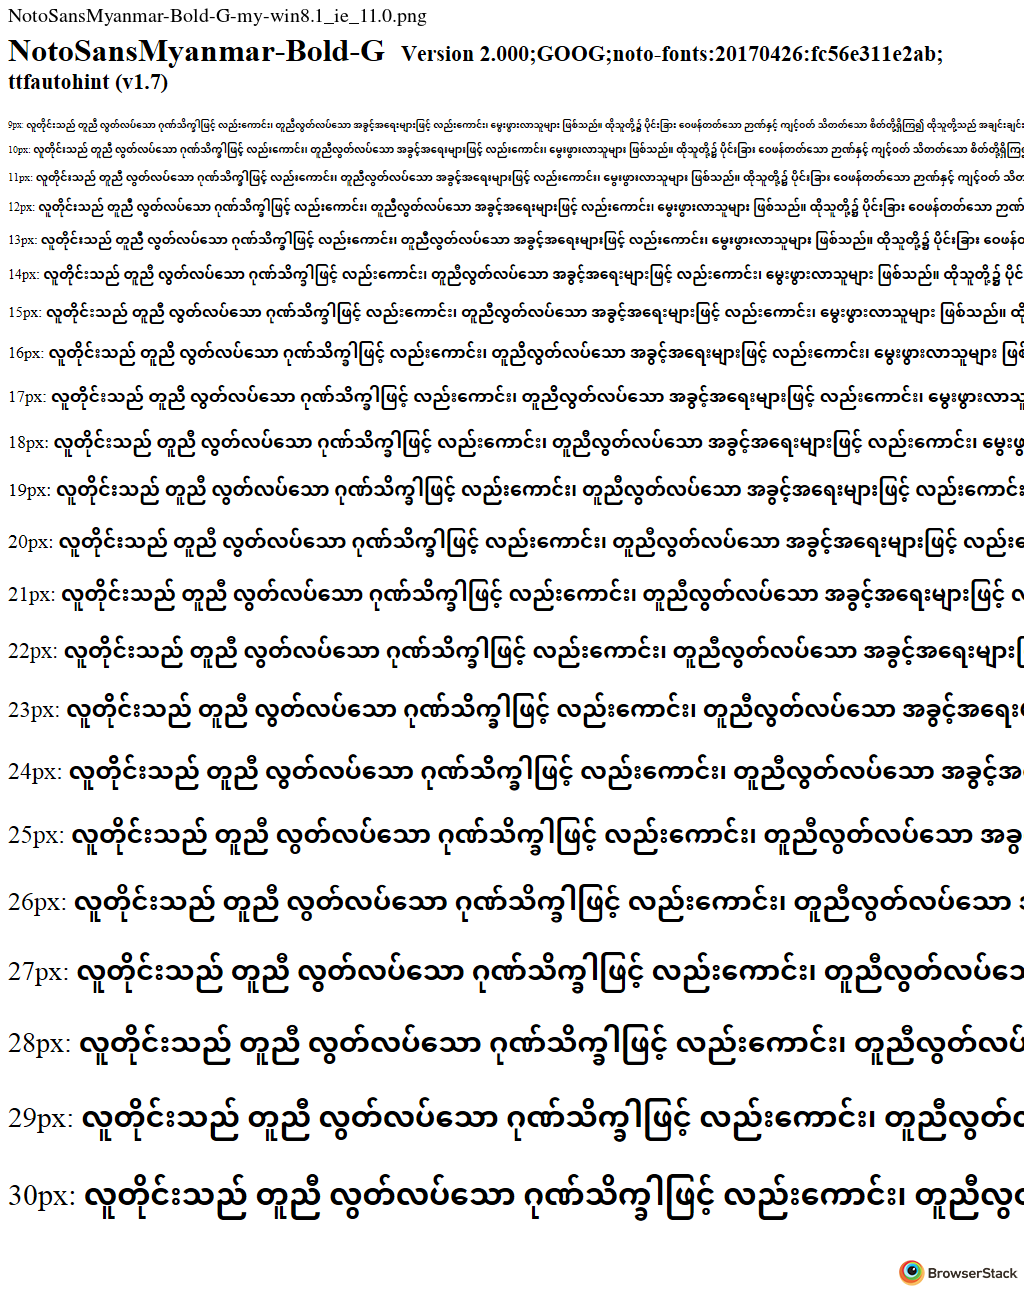 NotoSansMyanmar-Bold-G-my-win8.1_ie_11.0.png
NotoSansMyanmar-Bold-G Version 2.000;GOOG;noto-fonts:20170426:fc56e311e2ab;
ttfautohint (v1.7)
9px: လူတိုင်းသည် တူညီ လွတ်လပ်သော ဂုဏ်သိက္ခါဖြင့် လည်းကောင်း၊ တူညီလွတ်လပ်သော အခွင့်အရေးများဖြင့် လည်းကောင်း၊ မွေးဖွားလာသူများ ဖြစ်သည်။ ထိုသူတို့၌ ပိုင်းခြား ဝေဖန်တတ်သော ဉာဏ်နှင့် ကျင့်ဝတ် သိတတ်သော စိတ်တို့ရှိကြ၍ ထိုသူတို့သည် အချင်းချင်း
10px: လူတိုင်းသည် တူညီ လွတ်လပ်သော ဂုဏ်သိက္ခါဖြင့် လည်းကောင်း၊ တူညီလွတ်လပ်သော အခွင့်အရေးများဖြင့် လည်းကောင်း၊ မွေးဖွားလာသူများ ဖြစ်သည်။ ထိုသူတို့၌ ပိုင်းခြား ဝေဖန်တတ်သော ဉာဏ်နှင့် ကျင့်ဝတ် သိတတ်သော စိတ်တို့ရှိကြ၍
11px: လူတိုင်းသည် တူညီ လွတ်လပ်သော ဂုဏ်သိက္ခါဖြင့် လည်းကောင်း၊ တူညီလွတ်လပ်သော အခွင့်အရေးများဖြင့် လည်းကောင်း၊ မွေးဖွားလာသူများ ဖြစ်သည်။ ထိုသူတို့၌ ပိုင်းခြား ဝေဖန်တတ်သော ဉာဏ်နှင့် ကျင့်ဝတ် သိတ
12px: လူတိုင်းသည် တူညီ လွတ်လပ်သော ဂုဏ်သိက္ခါဖြင့် လည်းကောင်း၊ တူညီလွတ်လပ်သော အခွင့်အရေးများဖြင့် လည်းကောင်း၊ မွေးဖွားလာသူများ ဖြစ်သည်။ ထိုသူတို့၌ ပိုင်းခြား ဝေဖန်တတ်သော ဉာဏ်
13px: လူတိုင်းသည် တူညီ လွတ်လပ်သော ဂုဏ်သိက္ခါဖြင့် လည်းကောင်း၊ တူညီလွတ်လပ်သော အခွင့်အရေးများဖြင့် လည်းကောင်း၊ မွေးဖွားလာသူများ ဖြစ်သည်။ ထိုသူတို့၌ ပိုင်းခြား ဝေဖန်တ
14px: လူတိုင်းသည် တူညီ လွတ်လပ်သော ဂုဏ်သိက္ခါဖြင့် လည်းကောင်း၊ တူညီလွတ်လပ်သော အခွင့်အရေးများဖြင့် လည်းကောင်း၊ မွေးဖွားလာသူများ ဖြစ်သည်။ ထိုသူတို့၌ ပိုင်
15px: လူတိုင်းသည် တူညီ လွတ်လပ်သော ဂုဏ်သိက္ခါဖြင့် လည်းကောင်း၊ တူညီလွတ်လပ်သော အခွင့်အရေးများဖြင့် လည်းကောင်း၊ မွေးဖွားလာသူများ ဖြစ်သည်။ ထို
16px: လူတိုင်းသည် တူညီ လွတ်လပ်သော ဂုဏ်သိက္ခါဖြင့် လည်းကောင်း၊ တူညီလွတ်လပ်သော အခွင့်အရေးများဖြင့် လည်းကောင်း၊ မွေးဖွားလာသူများ ဖြစ်
17px: လူတိုင်းသည် တူညီ လွတ်လပ်သော ဂုဏ်သိက္ခါဖြင့် လည်းကောင်း၊ တူညီလွတ်လပ်သော အခွင့်အရေးများဖြင့် လည်းကောင်း၊ မွေးဖွားလာသူ
18px: လူတိုင်းသည် တူညီ လွတ်လပ်သော ဂုဏ်သိက္ခါဖြင့် လည်းကောင်း၊ တူညီလွတ်လပ်သော အခွင့်အရေးများဖြင့် လည်းကောင်း၊ မွေးဖွ
19px: လူတိုင်းသည် တူညီ လွတ်လပ်သော ဂုဏ်သိက္ခါဖြင့် လည်းကောင်း၊ တူညီလွတ်လပ်သော အခွင့်အရေးများဖြင့် လည်းကောင်း
20px: လူတိုင်းသည် တူညီ လွတ်လပ်သော ဂုဏ်သိက္ခါဖြင့် လည်းကောင်း၊ တူညီလွတ်လပ်သော အခွင့်အရေးများဖြင့် လည်း
21px: လူတိုင်းသည် တူညီ လွတ်လပ်သော ဂုဏ်သိက္ခါဖြင့် လည်းကောင်း၊ တူညီလွတ်လပ်သော အခွင့်အရေးများဖြင့် လ
22px: လူတိုင်းသည် တူညီ လွတ်လပ်သော ဂုဏ်သိက္ခါဖြင့် လည်းကောင်း၊ တူညီလွတ်လပ်သော အခွင့်အရေးများ
23px: လူတိုင်းသည် တူညီ လွတ်လပ်သော ဂုဏ်သိက္ခါဖြင့် လည်းကောင်း၊ တူညီလွတ်လပ်သော အခွင့်အရေး
24px: လူတိုင်းသည် တူညီ လွတ်လပ်သော ဂုဏ်သိက္ခါဖြင့် လည်းကောင်း၊ တူညီလွတ်လပ်သော အခွင့်အ
25px: လူတိုင်းသည် တူညီ လွတ်လပ်သော ဂုဏ်သိက္ခါဖြင့် လည်းကောင်း၊ တူညီလွတ်လပ်သော အခွ
26px: လူတိုင်းသည် တူညီ လွတ်လပ်သော ဂုဏ်သိက္ခါဖြင့် လည်းကောင်း၊ တူညီလွတ်လပ်သော
27px: လူတိုင်းသည် တူညီ လွတ်လပ်သော ဂုဏ်သိက္ခါဖြင့် လည်းကောင်း၊ တူညီလွတ်လပ်သေ
28px: လူတိုင်းသည် တူညီ လွတ်လပ်သော ဂုဏ်သိက္ခါဖြင့် လည်းကောင်း၊ တူညီလွတ်လပ်
29px: လူတိုင်းသည် တူညီ လွတ်လပ်သော ဂုဏ်သိက္ခါဖြင့် လည်းကောင်း၊ တူညီလွတ်လ
30px: လူတိုင်းသည် တူညီ လွတ်လပ်သော ဂုဏ်သိက္ခါဖြင့် လည်းကောင်း၊ တူညီလွတ
BrowserStack